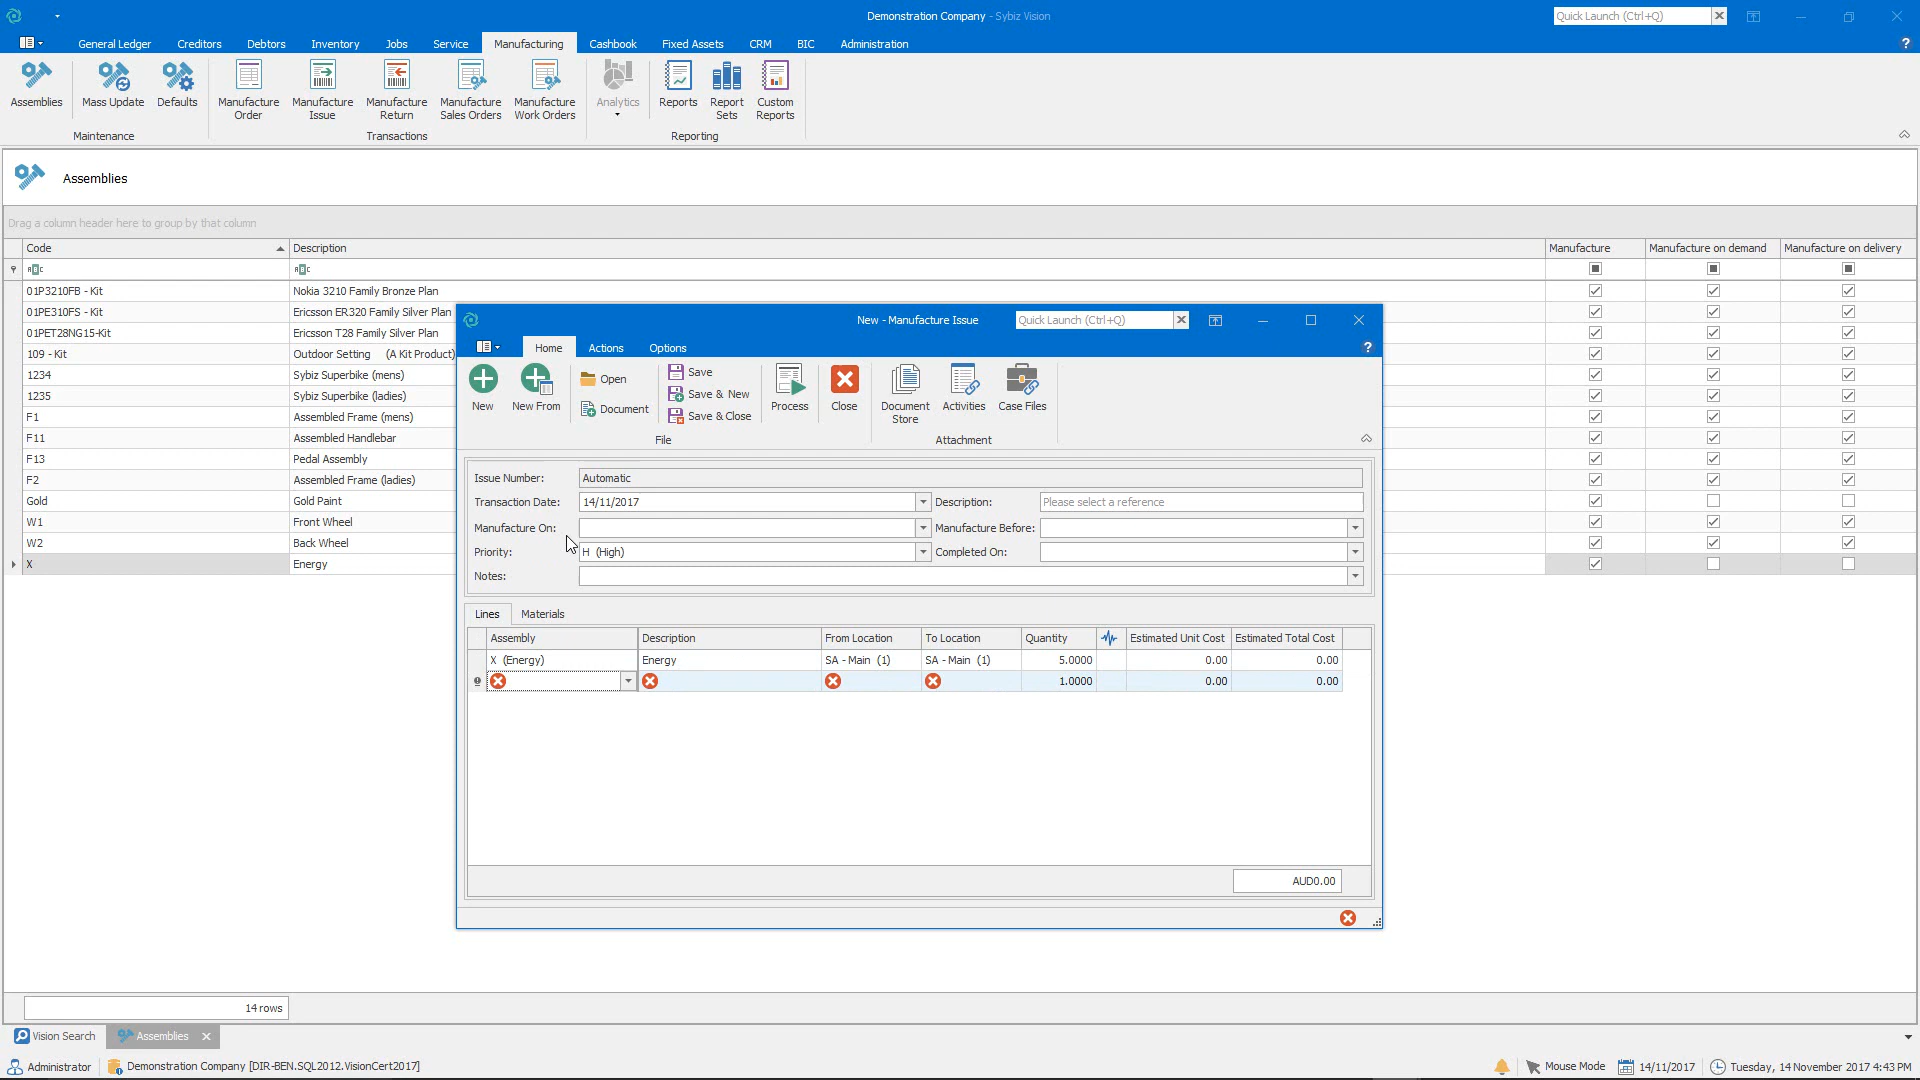 Demonstration Company - Sybiz Vision
Quick Launch (Ctrl+Q)
General Ledger Creditors Debtors Inventory Jobs Service Manufacturing Cashbook Fixed Assets CRM BIC Administration
Assemblies Mass Update Defaults Manufacture Order Manufacture Issue Manufacture Return Manufacture Sales Orders Manufacture Work Orders Analytics Reports Report Sets Custom Reports
Maintenance Transactions Reporting
Assemblies
Drag a column header here to group by that column
Code Description Manufacture Manufacture on demand Manufacture on delivery
01P3210FB - Kit Nokia 3210 Family Bronze Plan
01PE310FS - Kit Ericsson ER320 Family Silver Plan
01PET28NG15-Kit Ericsson T28 Family Silver Plan
109 - Kit Outdoor Setting (A Kit Product)
1234 Sybiz Superbike (mens)
1235 Sybiz Superbike (ladies)
F1 Assembled Frame (mens)
F11 Assembled Handlebar
F13 Pedal Assembly
F2 Assembled Frame (ladies)
Gold Gold Paint
W1 Front Wheel
W2 Back Wheel
X Energy
New - Manufacture Issue Quick Launch (Ctrl+Q)
Home Actions Options
New New From Open Document Save Save & New Save & Close Process Close Document Store Activities Case Files
File Attachment
Issue Number: Automatic
Transaction Date: 14/11/2017 Description: Please select a reference
Manufacture On: Manufacture Before:
Priority: H (High) Completed On:
Notes:
Lines Materials
Assembly Description From Location To Location Quantity Estimated Unit Cost Estimated Total Cost
X (Energy) Energy SA - Main (1) SA - Main (1) 5.0000 0.00 0.00
1.0000 0.00 0.00
AUD0.00
14 rows
Vision Search Assemblies
Administrator Demonstration Company [DIR-BEN.SQL2012.VisionCert2017] Mouse Mode 14/11/2017 Tuesday, 14 November 2017 4:43 PM